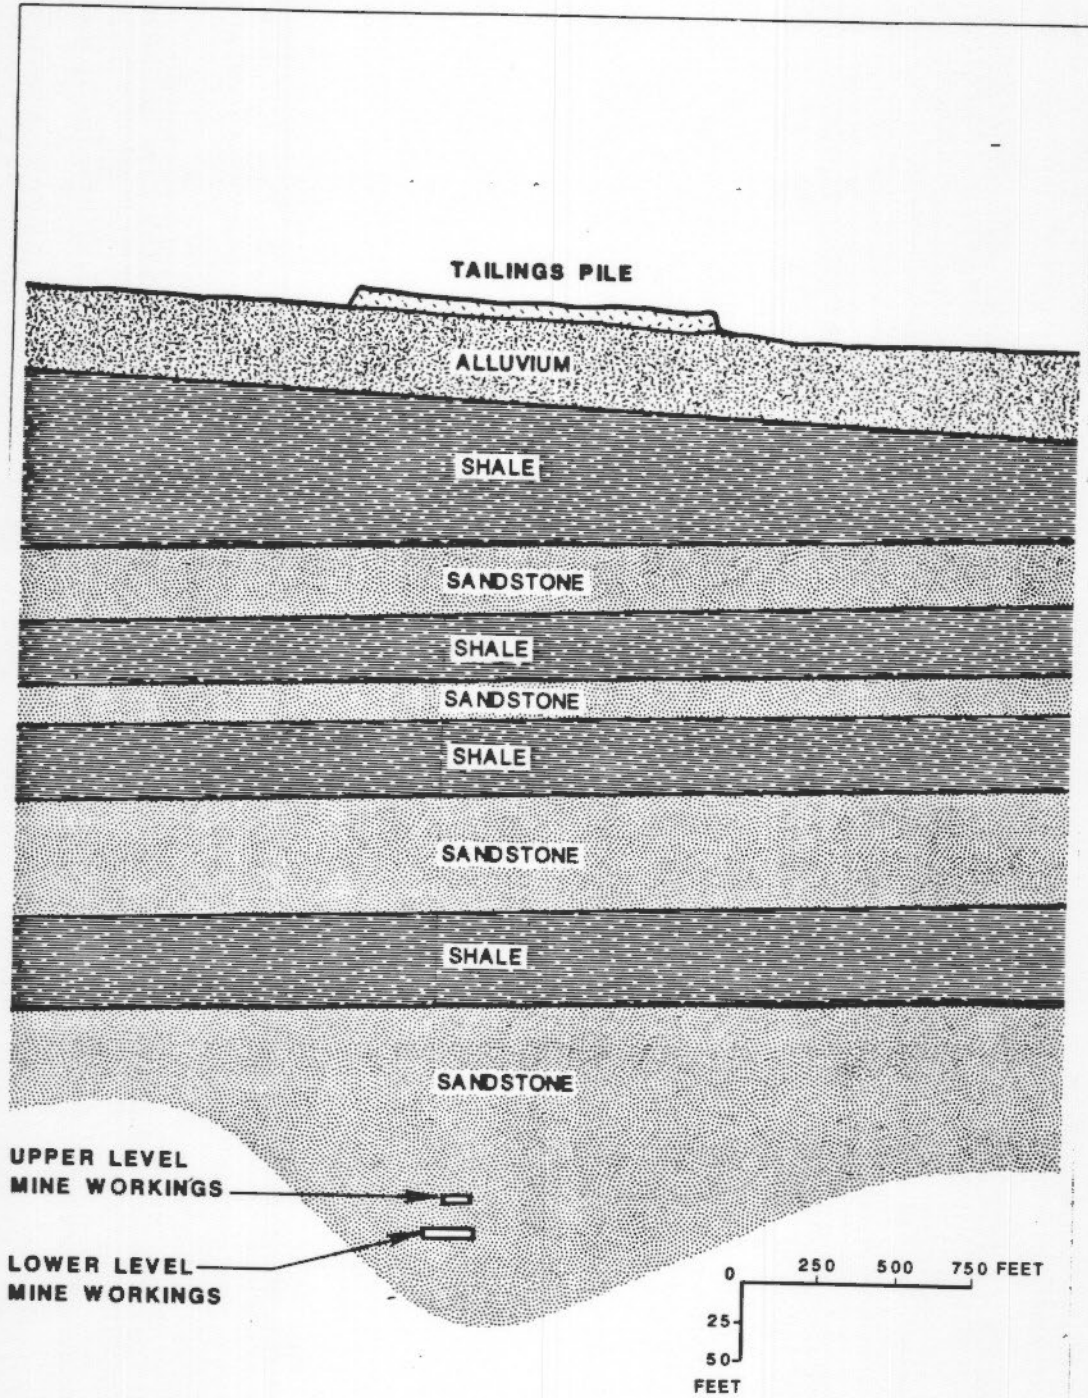 TAILINGS PILE
ALLUVIUM
SHALE
SANDSTONE
SHALE
SANDSTONE
SHALE
SANDSTONE
SHALE
SANDSTONE
UPPER LEVEL
MINE WORKINGS
LOWER LEVEL
MINE WORKINGS
0 250 500 750 FEET
25
50
FEET